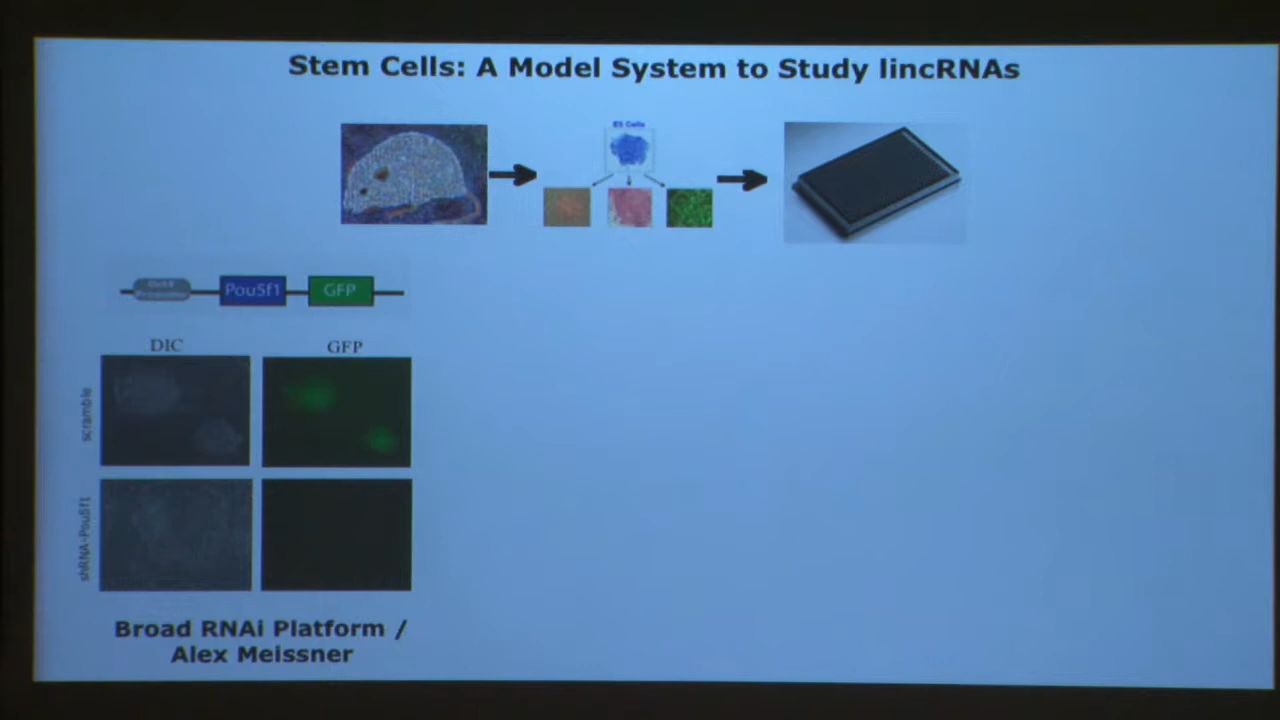 Stem Cells: A Model System to Study lincRNAs
ES Cells
Pou5f1
GFP
DIC
GFP
scramble
shRNA-Pou5f1
Broad RNAi Platform /
Alex Meissner